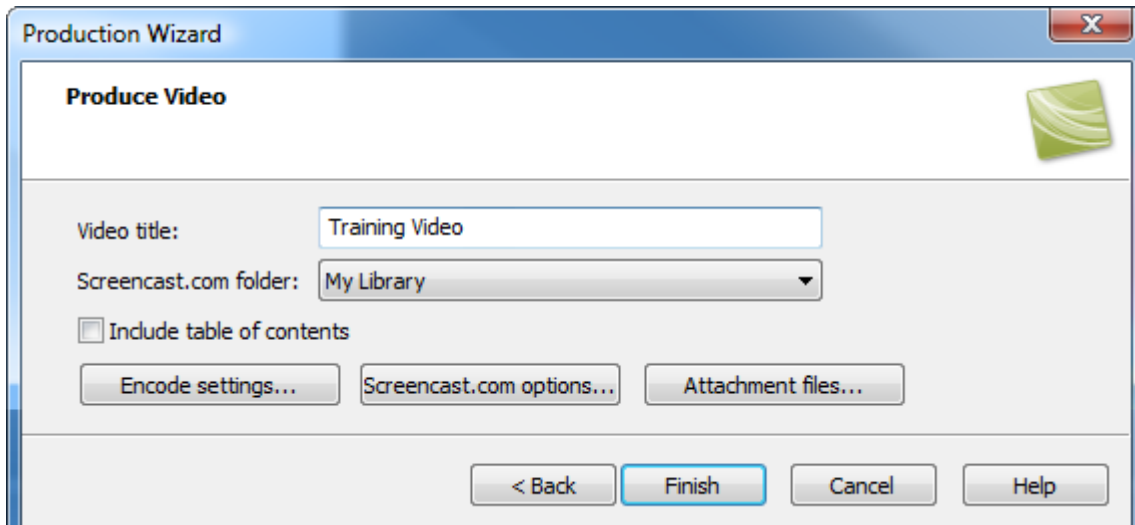 Production Wizard
Produce Video
Video title: Training Video
Screencast.com folder: My Library
Include table of contents
Encode settings... Screencast.com options... Attachment files...
< Back Finish Cancel Help